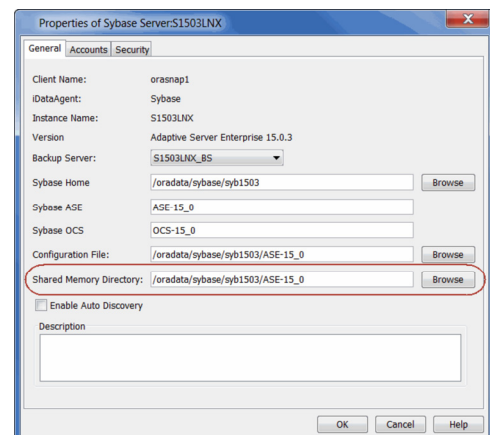 Properties of Sybase Server:S1503LNX
General Accounts Security
Client Name: orasnap1
iDataAgent: Sybase
Instance Name: S1503LNX
Version Adaptive Server Enterprise 15.0.3
Backup Server: S1503LNX_BS
Sybase Home /oradata/sybase/syb1503 Browse
Sybase ASE ASE-15_0
Sybase OCS OCS-15_0
Configuration File: /oradata/sybase/syb1503/ASE-15_0 Browse
Shared Memory Directory: /oradata/sybase/syb1503/ASE-15_0 Browse
Enable Auto Discovery
Description
OK Cancel Help